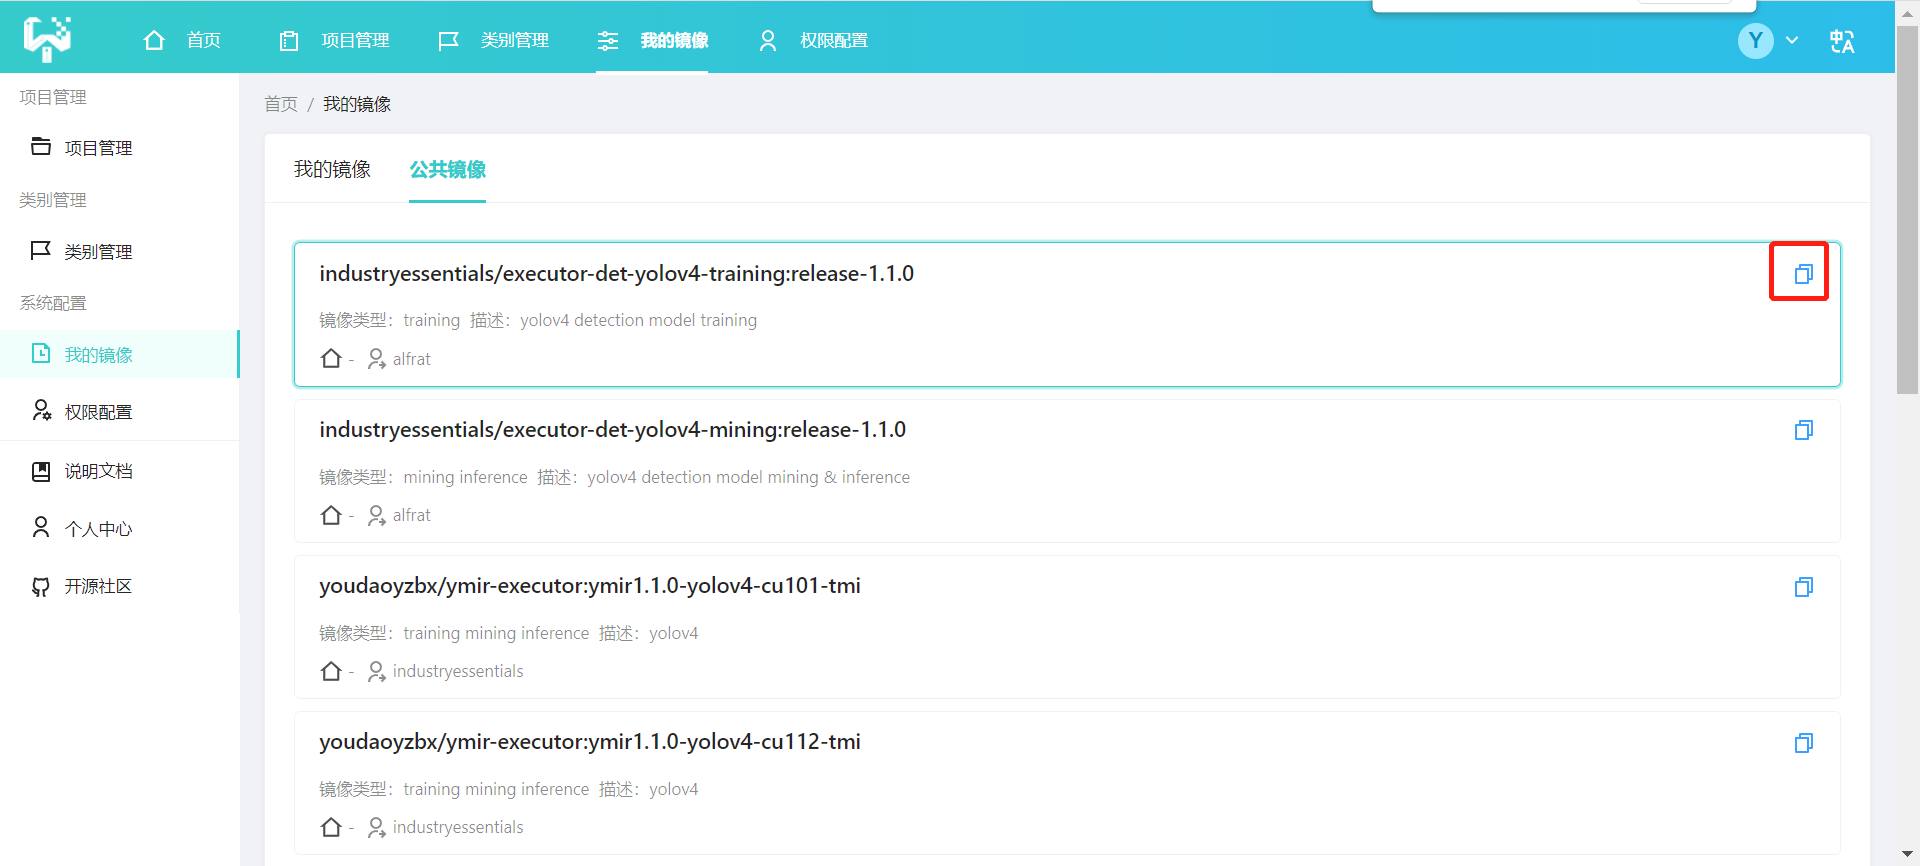 首页 项目管理 类别管理 我的镜像 权限配置 Y
项目管理
项目管理
类别管理
类别管理
系统配置
我的镜像
权限配置
说明文档
个人中心
开源社区
首页 / 我的镜像
我的镜像 公共镜像
industryessentials/executor-det-yolov4-training:release-1.1.0
镜像类型：training 描述：yolov4 detection model training
- alfrat
industryessentials/executor-det-yolov4-mining:release-1.1.0
镜像类型：mining inference 描述：yolov4 detection model mining & inference
- alfrat
youdaoyzbx/ymir-executor:ymir1.1.0-yolov4-cu101-tmi
镜像类型：training mining inference 描述：yolov4
- industryessentials
youdaoyzbx/ymir-executor:ymir1.1.0-yolov4-cu112-tmi
镜像类型：training mining inference 描述：yolov4
- industryessentials